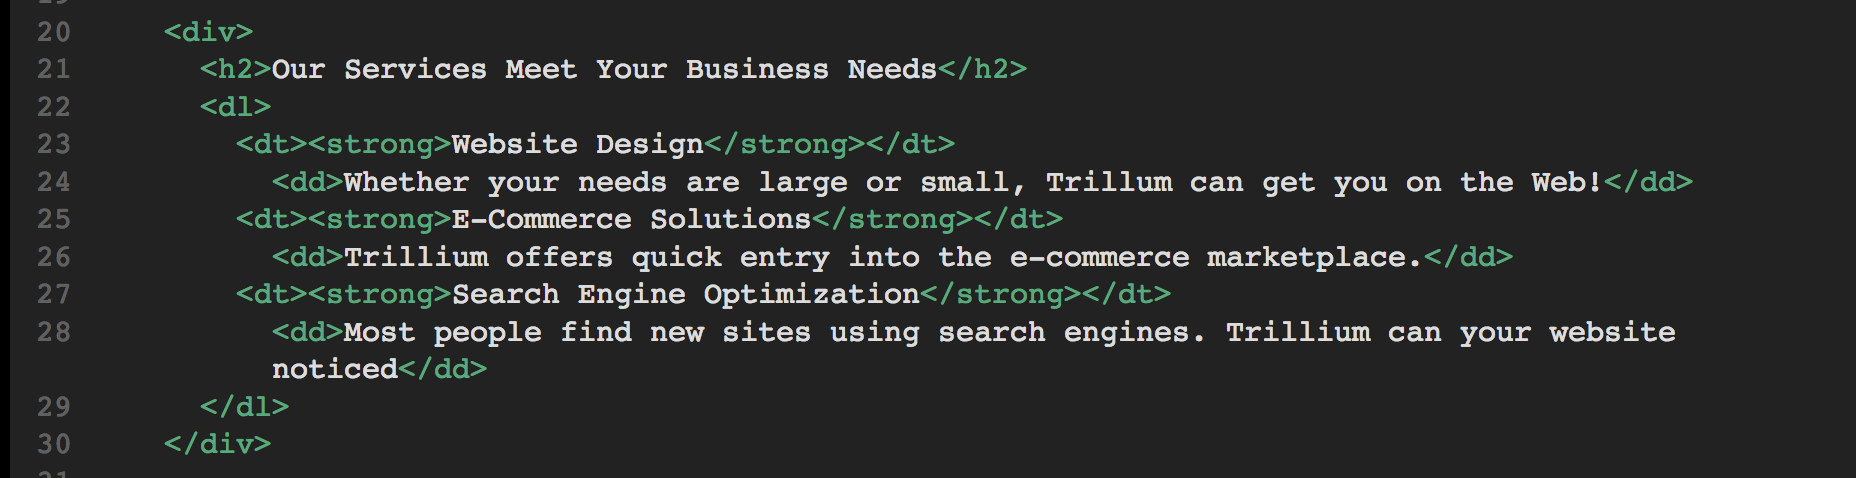 20 <div>
21 <h2>Our Services Meet Your Business Needs</h2>
22 <dl>
23 <dt><strong>Website Design</strong></dt>
24 <dd>Whether your needs are large or small, Trillum can get you on the Web!</dd>
25 <dt><strong>E-Commerce Solutions</strong></dt>
26 <dd>Trillium offers quick entry into the e-commerce marketplace.</dd>
27 <dt><strong>Search Engine Optimization</strong></dt>
28 <dd>Most people find new sites using search engines. Trillium can your website
noticed</dd>
29 </dl>
30 </div>